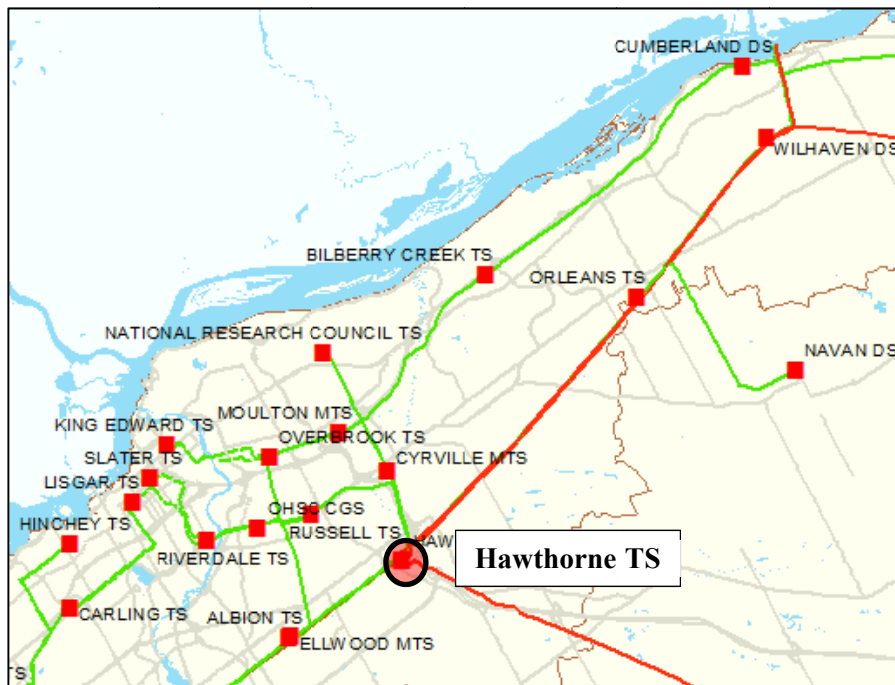 CUMBERLAND DS
WILHAVEN DS
BILBERRY CREEK TS
ORLEANS TS
NATIONAL RESEARCH COUNCIL TS
NAVAN DS
MOULTON MTS
KING EDWARD TS
OVERBROOK TS
SLATER TS
CYRVILLE MTS
LISGAR TS
OHSC CGS
HINCHEY TS
RUSSELL TS
HAW
Hawthorne TS
RIVERDALE TS
CARLING TS
ALBION TS
ELLWOOD MTS
TS